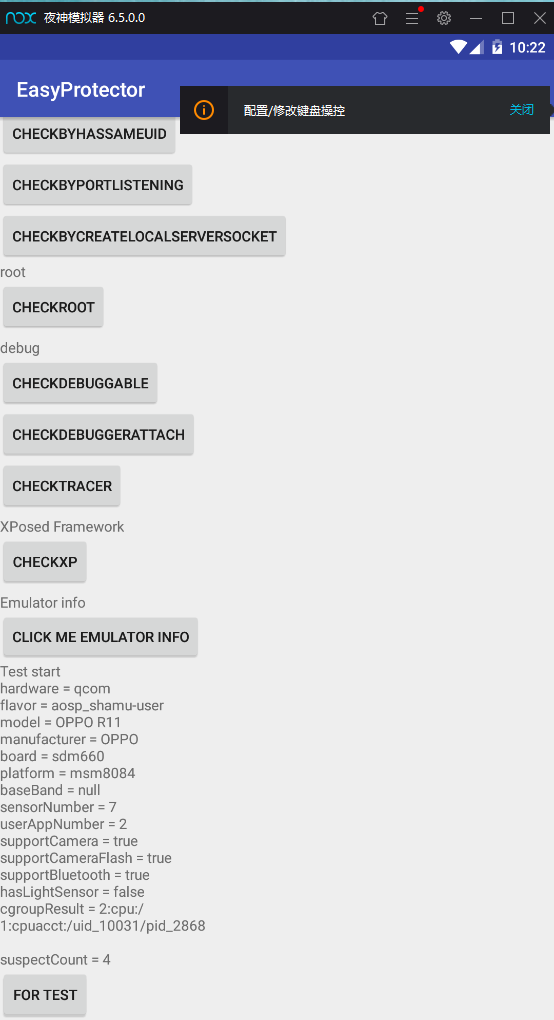 nox 夜神模拟器 6.5.0.0
10:22
EasyProtector
配置/修改键盘操控 关闭
CHECKBYHASSAMEUID
CHECKBYPORTLISTENING
CHECKBYCREATELOCALSERVERSOCKET
root
CHECKROOT
debug
CHECKDEBUGGABLE
CHECKDEBUGGERATTACH
CHECKTRACER
XPosed Framework
CHECKXP
Emulator info
CLICK ME EMULATOR INFO
Test start
hardware = qcom
flavor = aosp_shamu-user
model = OPPO R11
manufacturer = OPPO
board = sdm660
platform = msm8084
baseBand = null
sensorNumber = 7
userAppNumber = 2
supportCamera = true
supportCameraFlash = true
supportBluetooth = true
hasLightSensor = false
cgroupResult = 2:cpu:/
1:cpuacct:/uid_10031/pid_2868
suspectCount = 4
FOR TEST